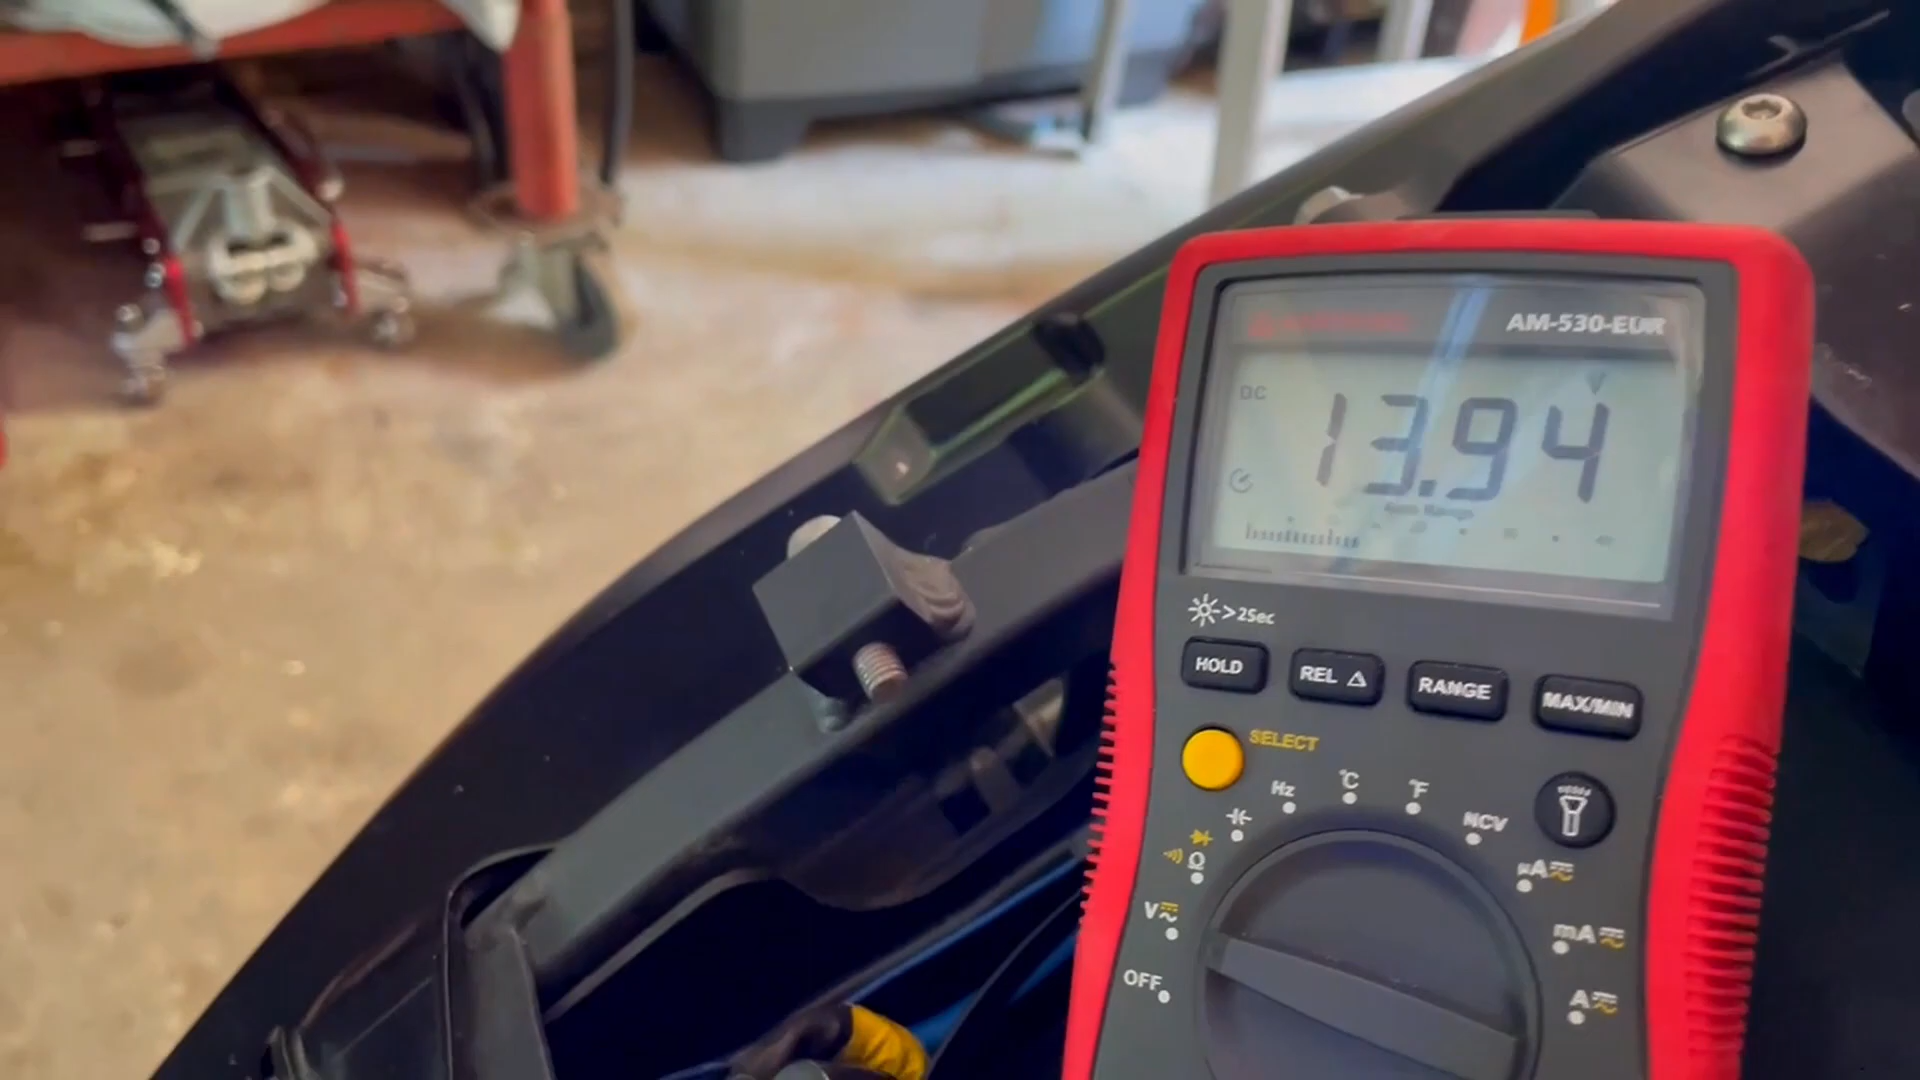 AM-530-EUR
DC
V
13.94
Auto Range
>2Sec
HOLD
REL △
RANGE
MAX/MIN
SELECT
Hz
°C
°F
NCV
Ω
µA
V
mA
OFF
A